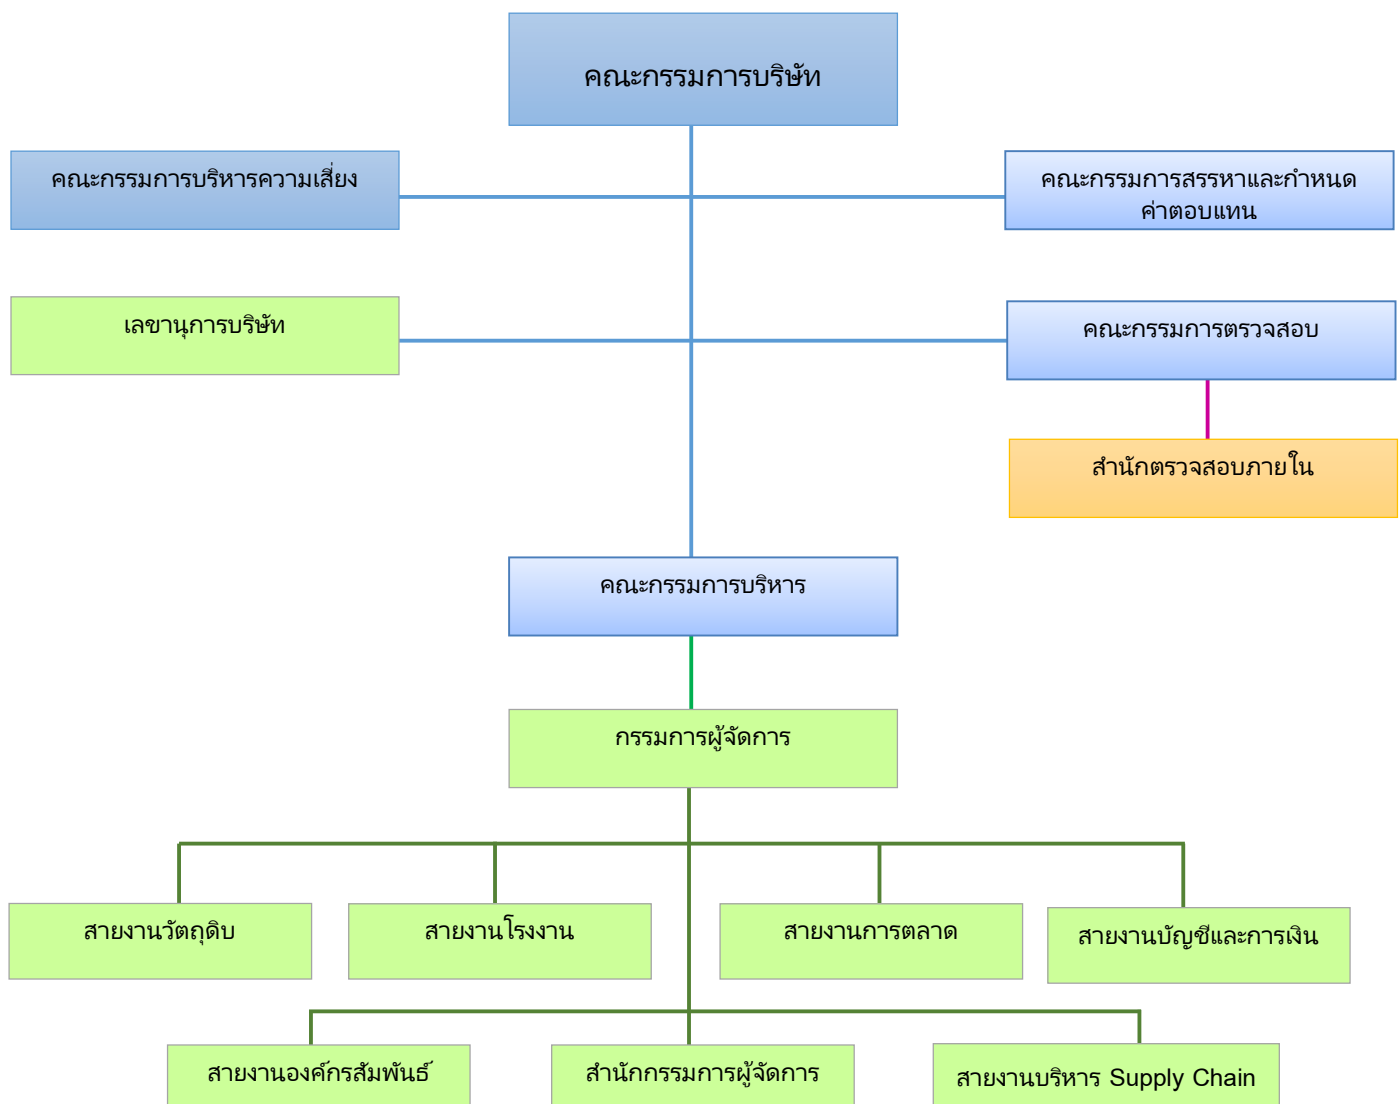 คณะกรรมการบริษัท
คณะกรรมการบริหารความเสี่ยง
คณะกรรมการสรรหาและกำหนด
ค่าตอบแทน
เลขานุการบริษัท
คณะกรรมการตรวจสอบ
สำนักตรวจสอบภายใน
คณะกรรมการบริหาร
กรรมการผู้จัดการ
สายงานวัตถุดิบ
สายงานโรงงาน
สายงานการตลาด
สายงานบัญชีและการเงิน
สายงานองค์กรสัมพันธ์
สำนักกรรมการผู้จัดการ
สายงานบริหาร Supply Chain